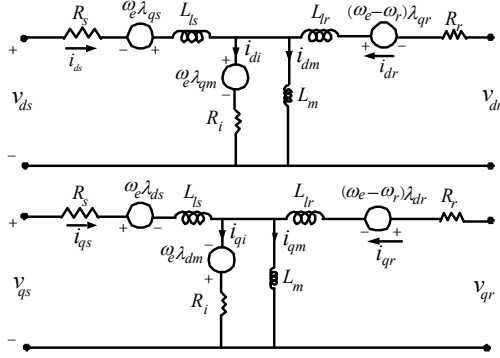 R_s ω_eλ_qs L_ls L_lr (ω_e−ω_r)λ_qr R_r
+ − + + − +
i_ds i_di i_dm i_dr
v_ds ω_eλ_qm + − L_m v_dr
R_i
− −
R_s ω_eλ_ds L_ls L_lr (ω_e−ω_r)λ_dr R_r
+ + − − + +
i_qs i_qi i_qm i_qr
v_qs ω_eλ_dm − + L_m v_qr
R_i
− −